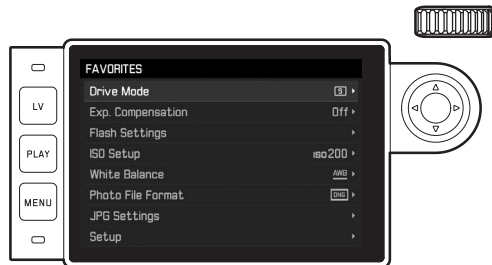 FAVORITES
Drive Mode S
Exp. Compensation Off
Flash Settings
ISO Setup ISO200
White Balance AWB
Photo File Format DNG
JPG Settings
Setup
LV
PLAY
MENU